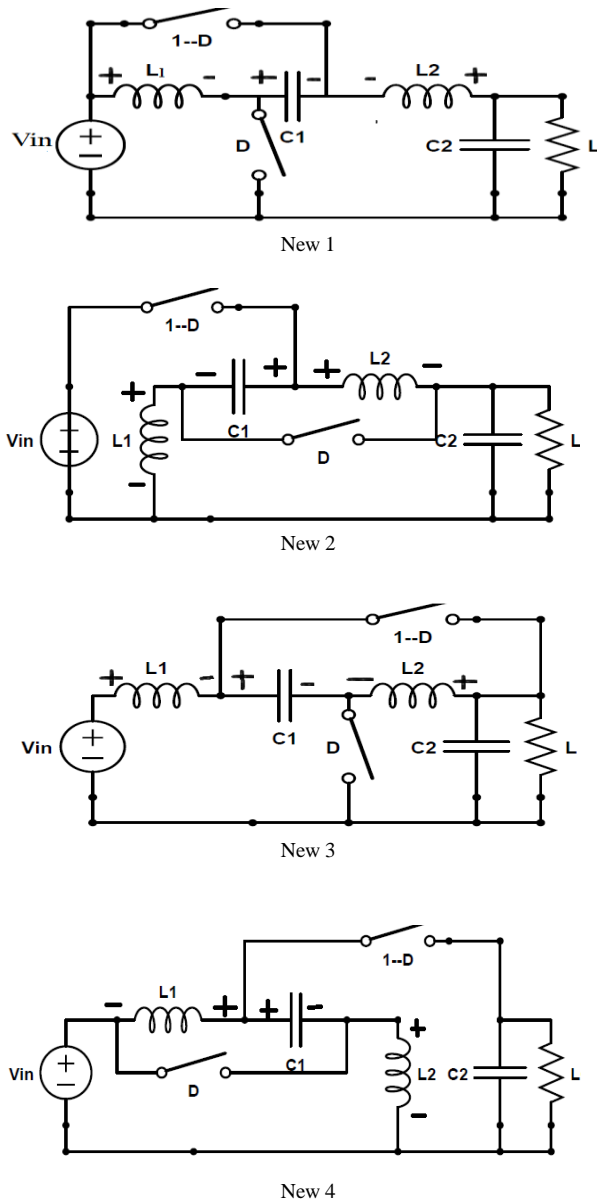 1--D
+ L1 - + - - L2 +
Vin + − D C1 C2 L
New 1
1--D
+ − + + L2 −
Vin + − L1 C1 C2 L
− D
New 2
1--D
+ L1 - + - − L2 +
Vin + − C1 D C2 L
New 3
1--D
− L1 + + -
Vin + − C1 + L2 C2 L
D −
New 4